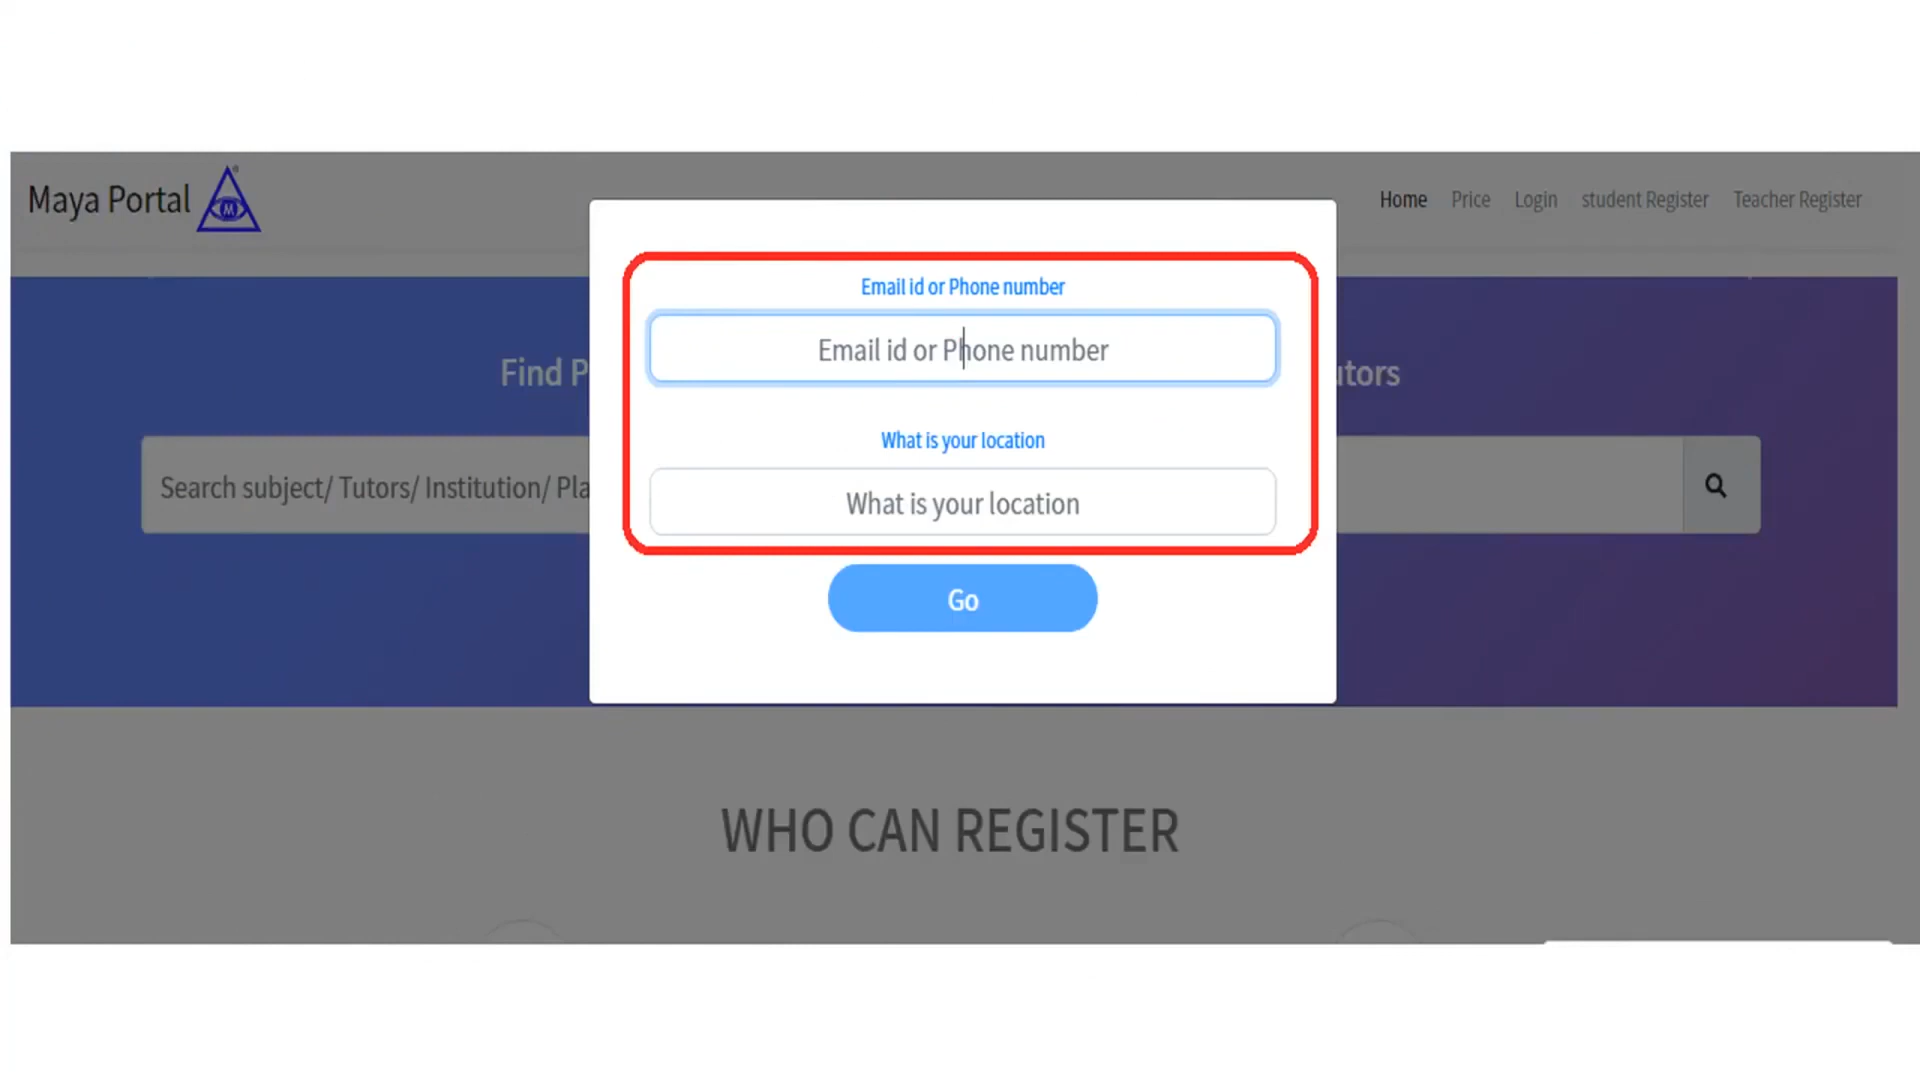 Maya Portal M
Home Price Login student Register Teacher Register
Email id or Phone number
Email id or Phone number
Find P
utors
What is your location
Search subject/ Tutors/ Institution/ Pla
What is your location
Go
WHO CAN REGISTER